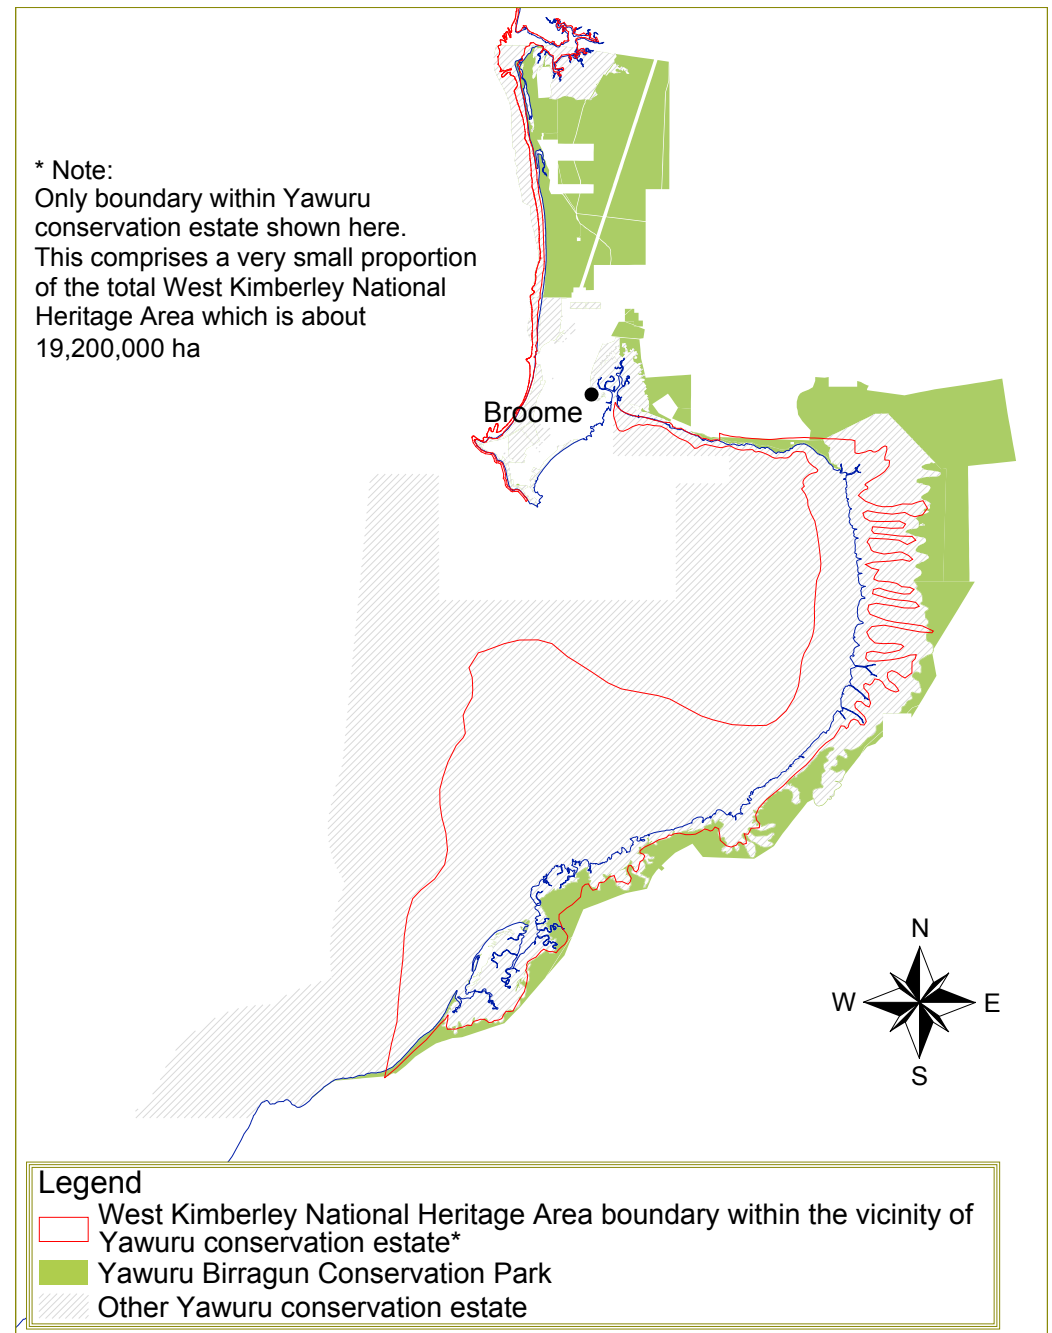 * Note:
Only boundary within Yawuru
conservation estate shown here.
This comprises a very small proportion
of the total West Kimberley National
Heritage Area which is about
19,200,000 ha
Broome
N
W
E
S
Legend
West Kimberley National Heritage Area boundary within the vicinity of
Yawuru conservation estate*
Yawuru Birragun Conservation Park
Other Yawuru conservation estate